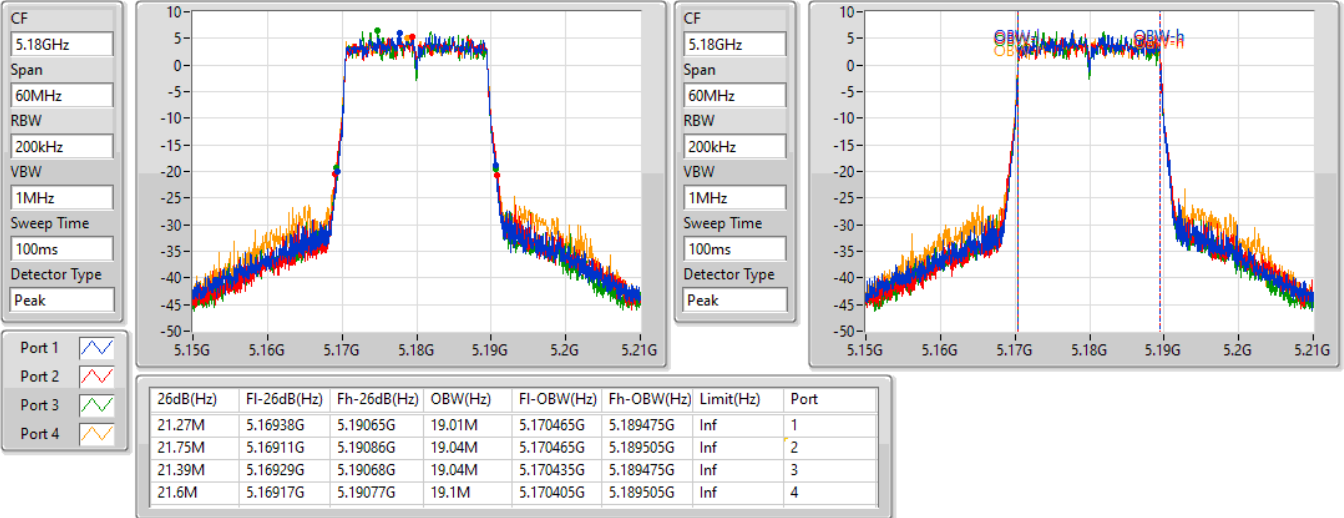 CF
5.18GHz
Span
60MHz
RBW
200kHz
VBW
1MHz
Sweep Time
100ms
Detector Type
Peak
10
5
0
-5
-10
-15
-20
-25
-30
-35
-40
-45
-50
5.15G 5.16G 5.17G 5.18G 5.19G 5.2G 5.21G
CF
5.18GHz
Span
60MHz
RBW
200kHz
VBW
1MHz
Sweep Time
100ms
Detector Type
Peak
10
5
0
-5
-10
-15
-20
-25
-30
-35
-40
-45
-50
OBW-h
5.15G 5.16G 5.17G 5.18G 5.19G 5.2G 5.21G
Port 1
Port 2
Port 3
Port 4
26dB(Hz) Fl-26dB(Hz) Fh-26dB(Hz) OBW(Hz) Fl-OBW(Hz) Fh-OBW(Hz) Limit(Hz) Port
21.27M 5.16938G 5.19065G 19.01M 5.170465G 5.189475G Inf 1
21.75M 5.16911G 5.19086G 19.04M 5.170465G 5.189505G Inf 2
21.39M 5.16929G 5.19068G 19.04M 5.170435G 5.189475G Inf 3
21.6M 5.16917G 5.19077G 19.1M 5.170405G 5.189505G Inf 4